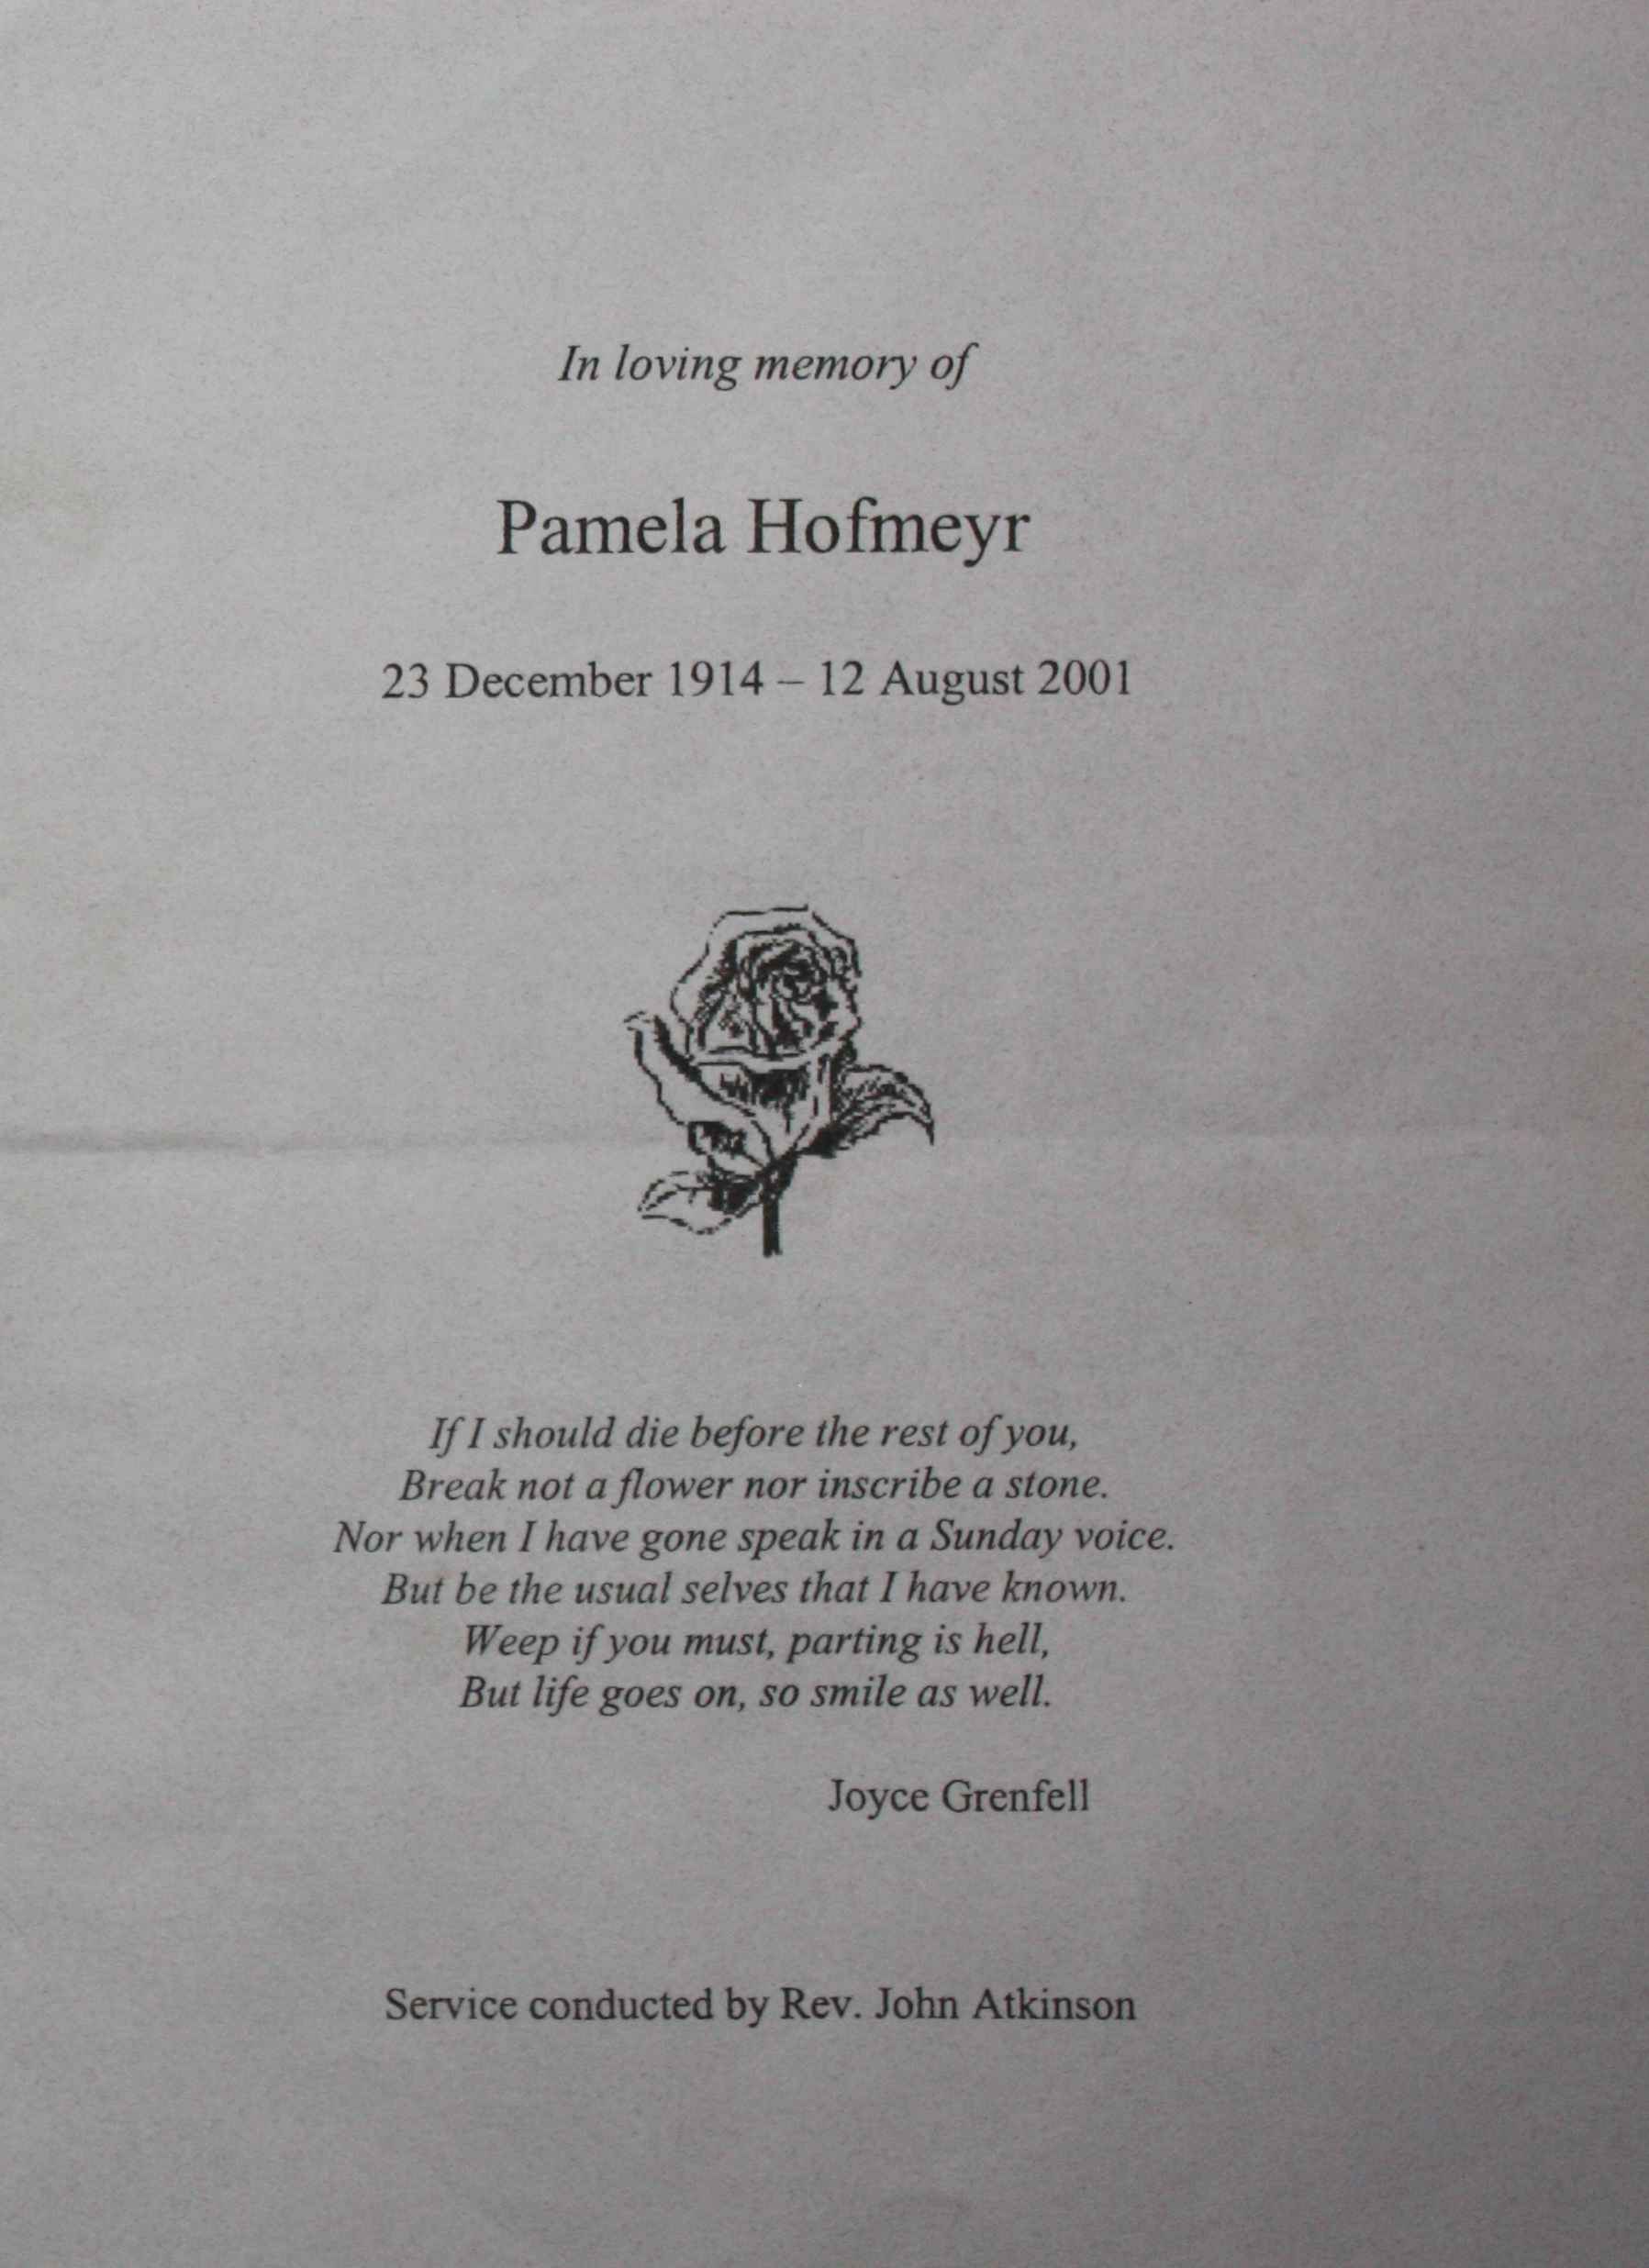 In loving memory of
Pamela Hofmeyr
23 December 1914 – 12 August 2001
If I should die before the rest of you,
Break not a flower nor inscribe a stone.
Nor when I have gone speak in a Sunday voice.
But be the usual selves that I have known.
Weep if you must, parting is hell,
But life goes on, so smile as well.
Joyce Grenfell
Service conducted by Rev. John Atkinson